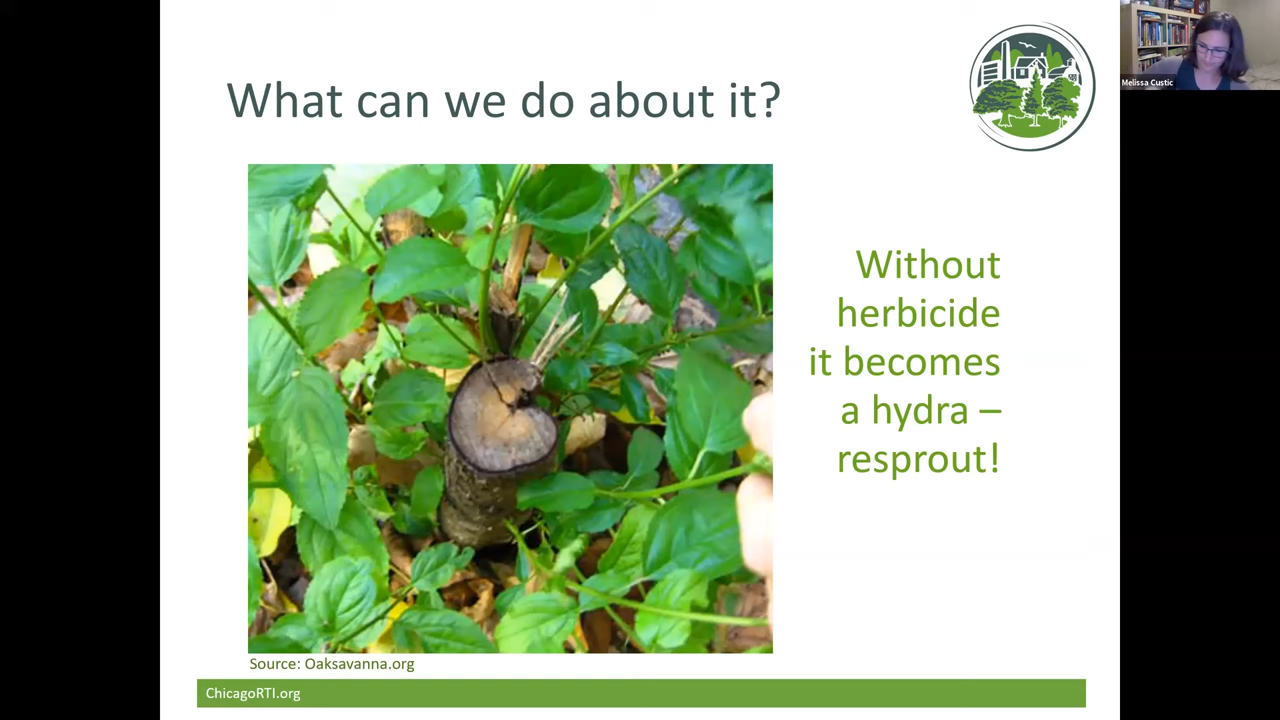 What can we do about it?
Melissa Custic
Without
herbicide
it becomes
a hydra –
resprout!
Source: Oaksavanna.org
ChicagoRTI.org